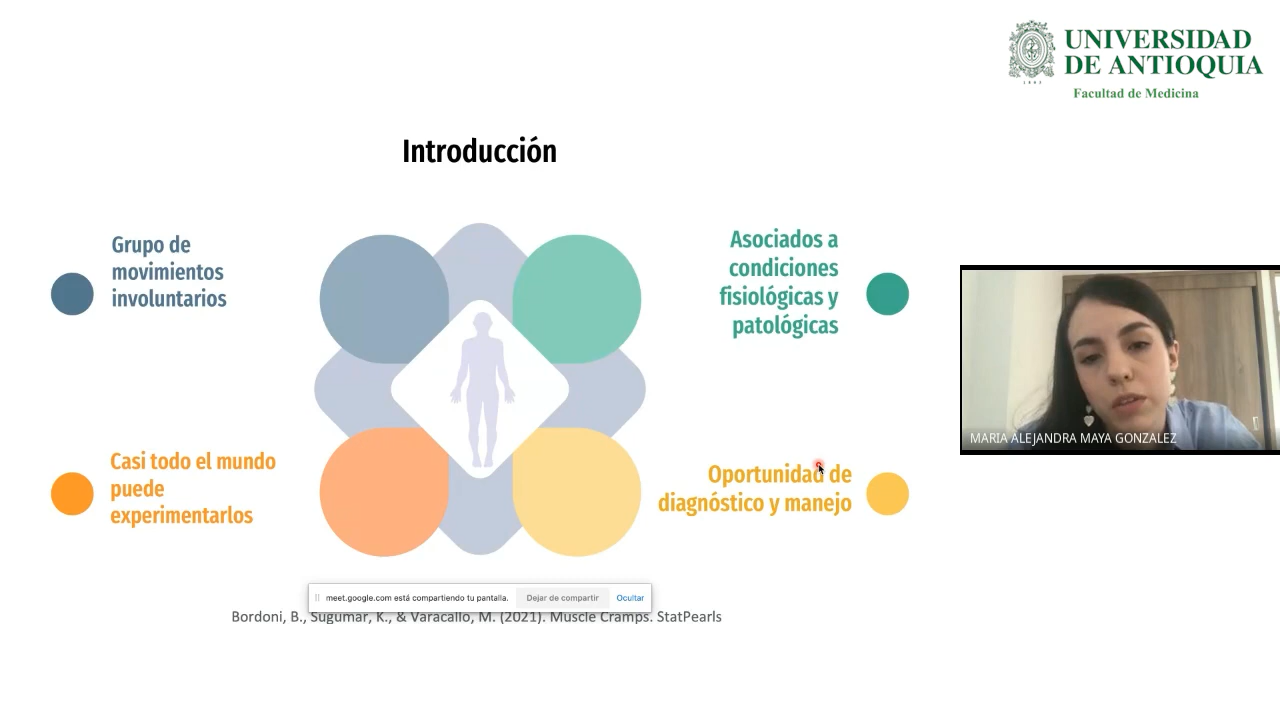 UNIVERSIDAD
DE ANTIOQUIA
1803
Facultad de Medicina
Introducción
Grupo de
movimientos
involuntarios
Asociados a
condiciones
fisiológicas y
patológicas
Casi todo el mundo
puede
experimentarlos
Oportunidad de
diagnóstico y manejo
MARIA ALEJANDRA MAYA GONZALEZ
meet.google.com está compartiendo tu pantalla.
Dejar de compartir
Ocultar
Bordoni, B., Sugumar, K., & Varacallo, M. (2021). Muscle Cramps. StatPearls